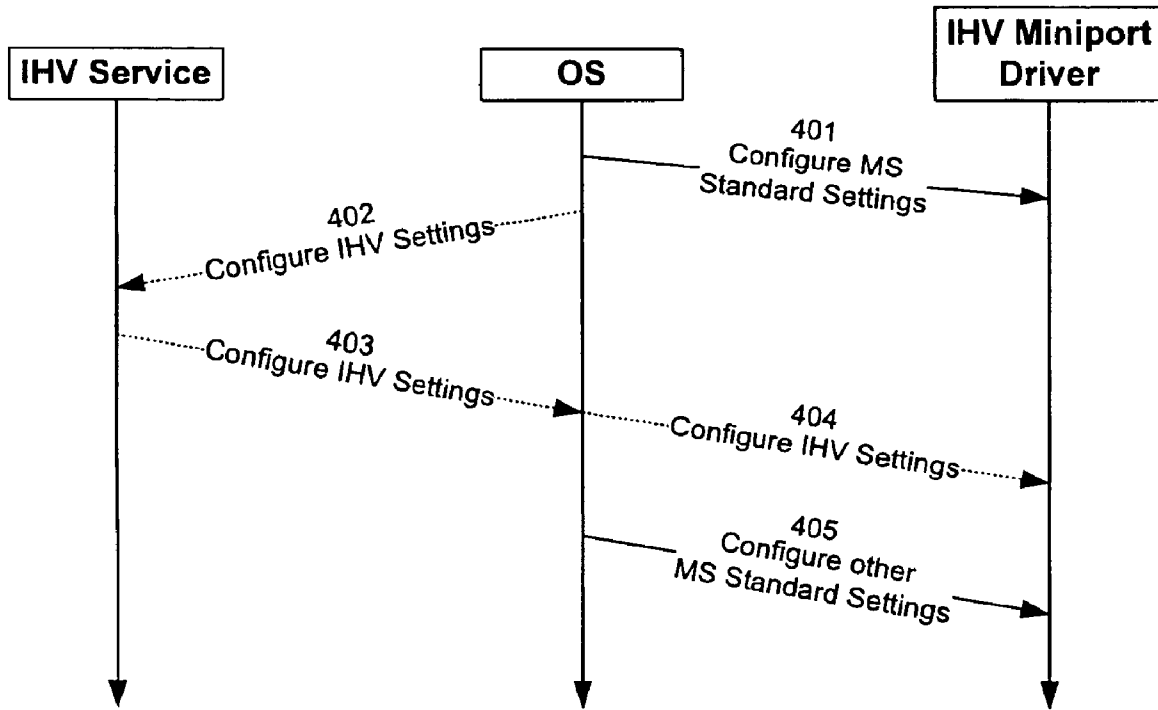 IHV Service
OS
IHV Miniport
Driver
401
Configure MS
Standard Settings
402
Configure IHV Settings
403
Configure IHV Settings
404
Configure IHV Settings
405
Configure other
MS Standard Settings